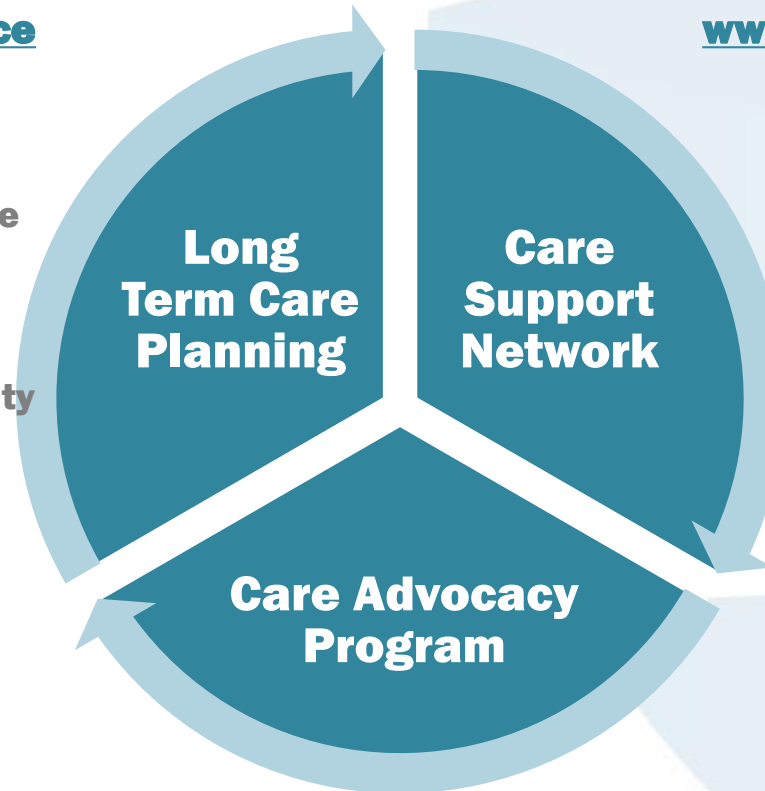 ce
ww
e
ty
Long
Term Care
Planning
Care
Support
Network
Care Advocacy
Program